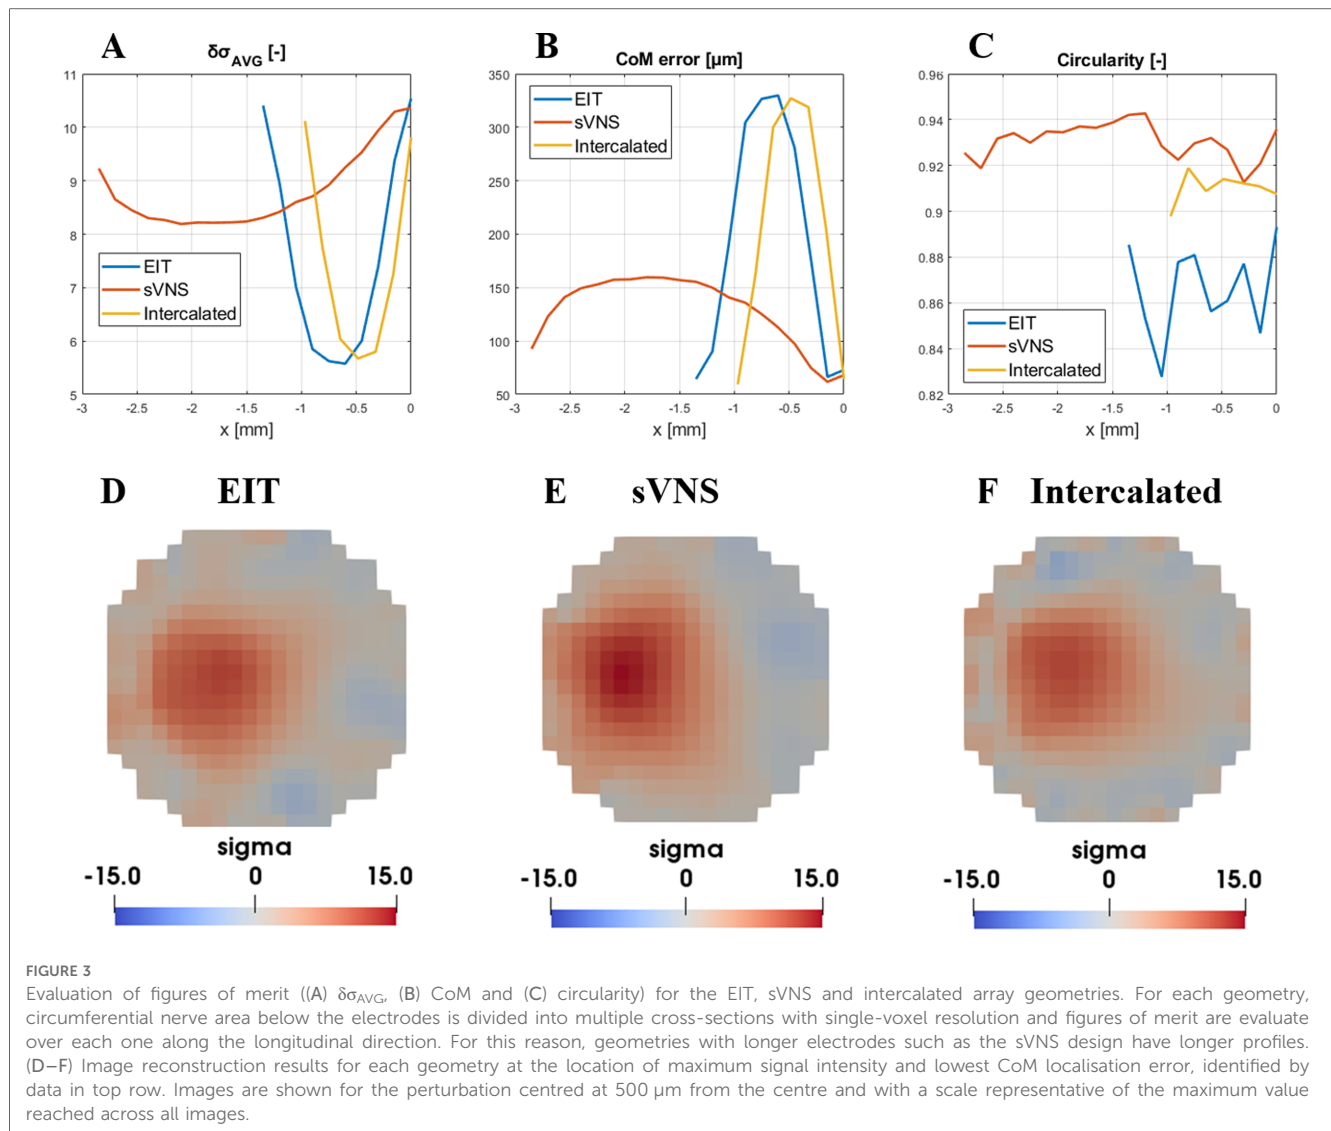 A
δσAVG [-]
11
10
9
8
7
6
5
EIT
sVNS
Intercalated
-3
-2.5
-2
-1.5
-1
-0.5
0
x [mm]
B
CoM error [µm]
350
300
250
200
150
100
50
EIT
sVNS
Intercalated
-3
-2.5
-2
-1.5
-1
-0.5
0
x [mm]
C
Circularity [-]
0.96
0.94
0.92
0.9
0.88
0.86
0.84
0.82
EIT
sVNS
Intercalated
-3
-2.5
-2
-1.5
-1
-0.5
0
x [mm]
D EIT
sigma
-15.0 0 15.0
E sVNS
sigma
-15.0 0 15.0
F Intercalated
sigma
-15.0 0 15.0
FIGURE 3
Evaluation of figures of merit ((A) δσAVG, (B) CoM and (C) circularity) for the EIT, sVNS and intercalated array geometries. For each geometry,
circumferential nerve area below the electrodes is divided into multiple cross-sections with single-voxel resolution and figures of merit are evaluate
over each one along the longitudinal direction. For this reason, geometries with longer electrodes such as the sVNS design have longer profiles.
(D–F) Image reconstruction results for each geometry at the location of maximum signal intensity and lowest CoM localisation error, identified by
data in top row. Images are shown for the perturbation centred at 500 µm from the centre and with a scale representative of the maximum value
reached across all images.